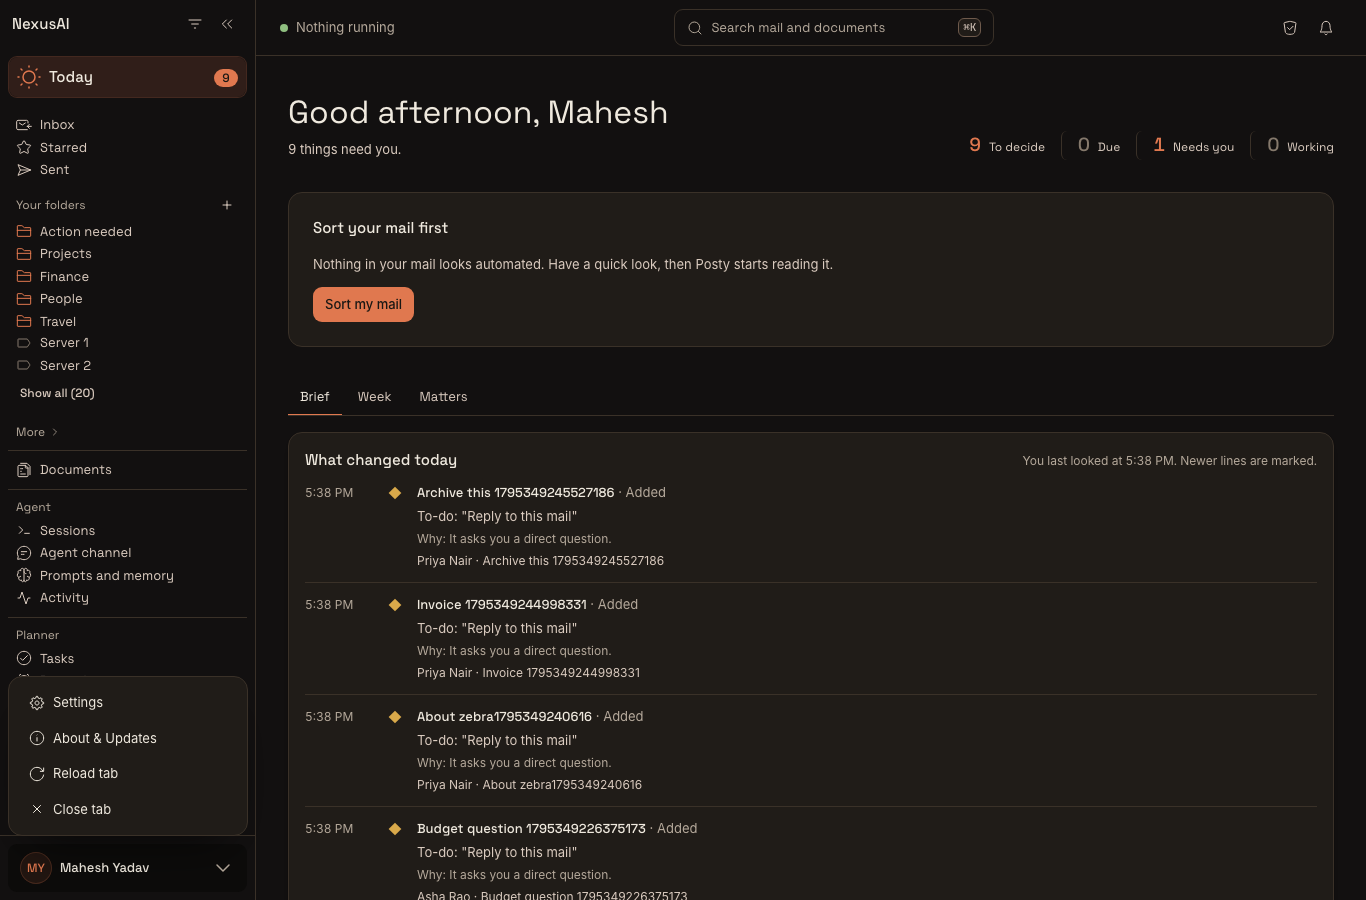 NexusAI
Today
9
Inbox
Starred
Sent
Your folders
Action needed
Projects
Finance
People
Travel
Server 1
Server 2
Show all (20)
More
Documents
Agent
Sessions
Agent channel
Prompts and memory
Activity
Planner
Tasks
Settings
About & Updates
Reload tab
Close tab
MY Mahesh Yadav
Nothing running
Search mail and documents ⌘K
Good afternoon, Mahesh
9 things need you.
9 To decide 0 Due 1 Needs you 0 Working
Sort your mail first
Nothing in your mail looks automated. Have a quick look, then Posty starts reading it.
Sort my mail
Brief Week Matters
What changed today
You last looked at 5:38 PM. Newer lines are marked.
5:38 PM Archive this 1795349245527186 · Added
To-do: "Reply to this mail"
Why: It asks you a direct question.
Priya Nair · Archive this 1795349245527186
5:38 PM Invoice 1795349244998331 · Added
To-do: "Reply to this mail"
Why: It asks you a direct question.
Priya Nair · Invoice 1795349244998331
5:38 PM About zebra1795349240616 · Added
To-do: "Reply to this mail"
Why: It asks you a direct question.
Priya Nair · About zebra1795349240616
5:38 PM Budget question 1795349226375173 · Added
To-do: "Reply to this mail"
Why: It asks you a direct question.
Asha Rao · Budget question 1795349226375173